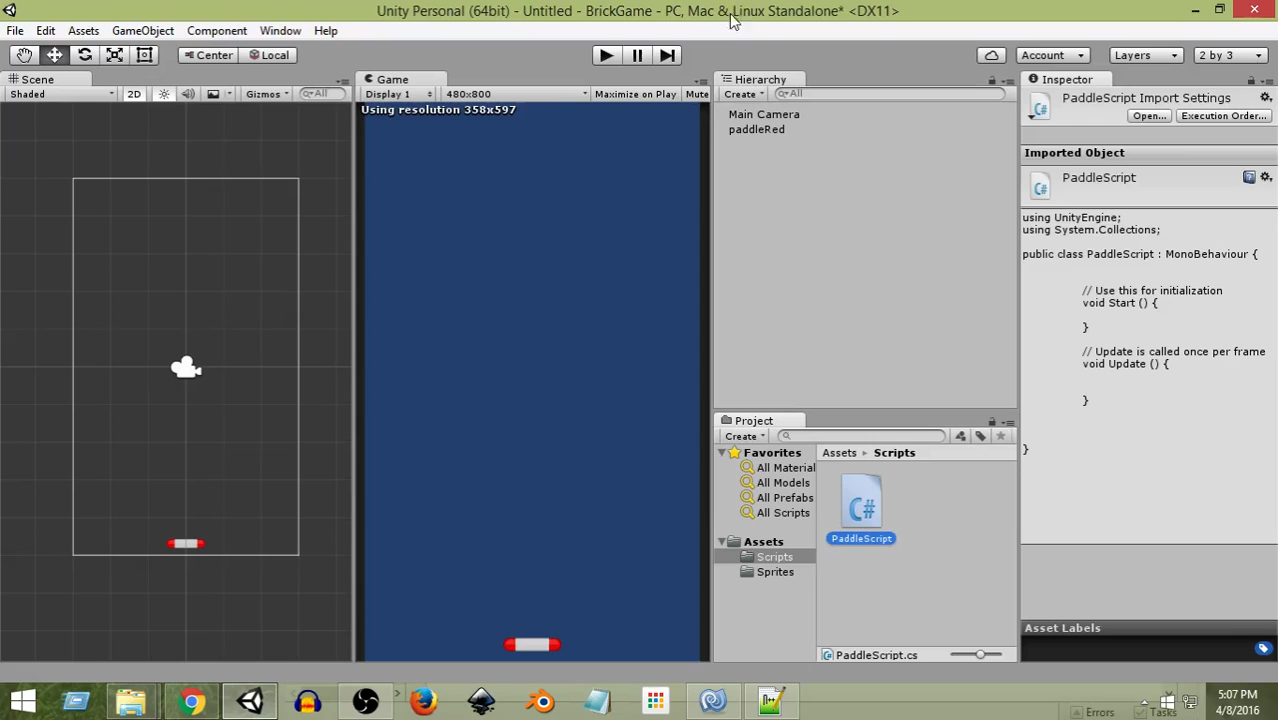 Unity Personal (64bit) - Untitled - BrickGame - PC, Mac & Linux Standalone* <DX11>
File Edit Assets GameObject Component Window Help
Center Local Account Layers 2 by 3
Scene Game Hierarchy Inspector
Shaded 2D Gizmos All Display 1 480x800 Maximize on Play Mute Create All
Using resolution 358x597
Main Camera
paddleRed
PaddleScript Import Settings
Open... Execution Order...
Imported Object
PaddleScript
C#
using UnityEngine;
using System.Collections;
public class PaddleScript : MonoBehaviour {
// Use this for initialization
void Start () {
}
// Update is called once per frame
void Update () {
}
}
Project
Create
Favorites
All Material
All Models
All Prefabs
All Scripts
Assets
Scripts
Sprites
Assets Scripts
C#
PaddleScript
PaddleScript.cs
Asset Labels
Errors Tasks
5:07 PM
4/8/2016